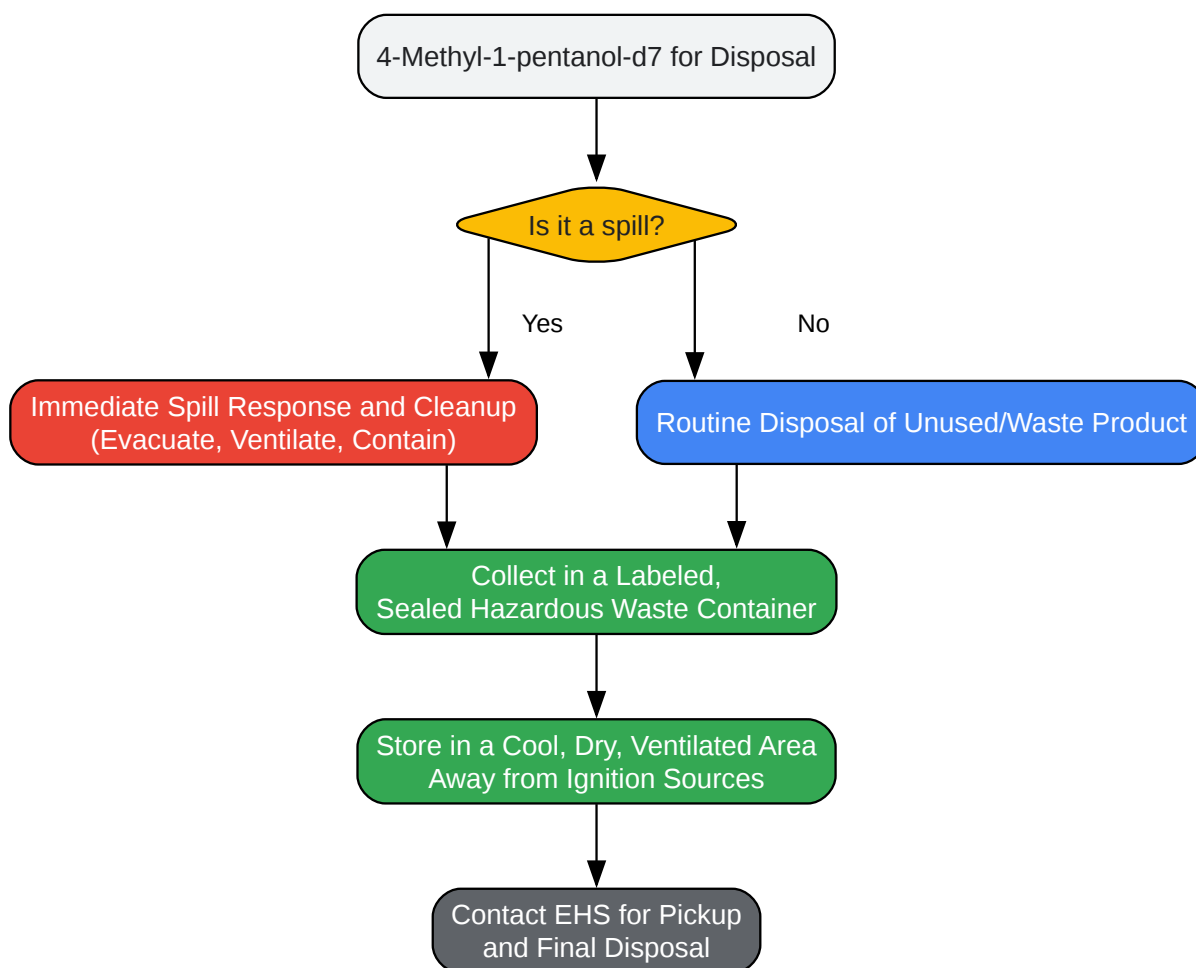 4-Methyl-1-pentanol-d7 for Disposal
Is it a spill?
Yes
No
Immediate Spill Response and Cleanup
(Evacuate, Ventilate, Contain)
Routine Disposal of Unused/Waste Product
Collect in a Labeled,
Sealed Hazardous Waste Container
Store in a Cool, Dry, Ventilated Area
Away from Ignition Sources
Contact EHS for Pickup
and Final Disposal